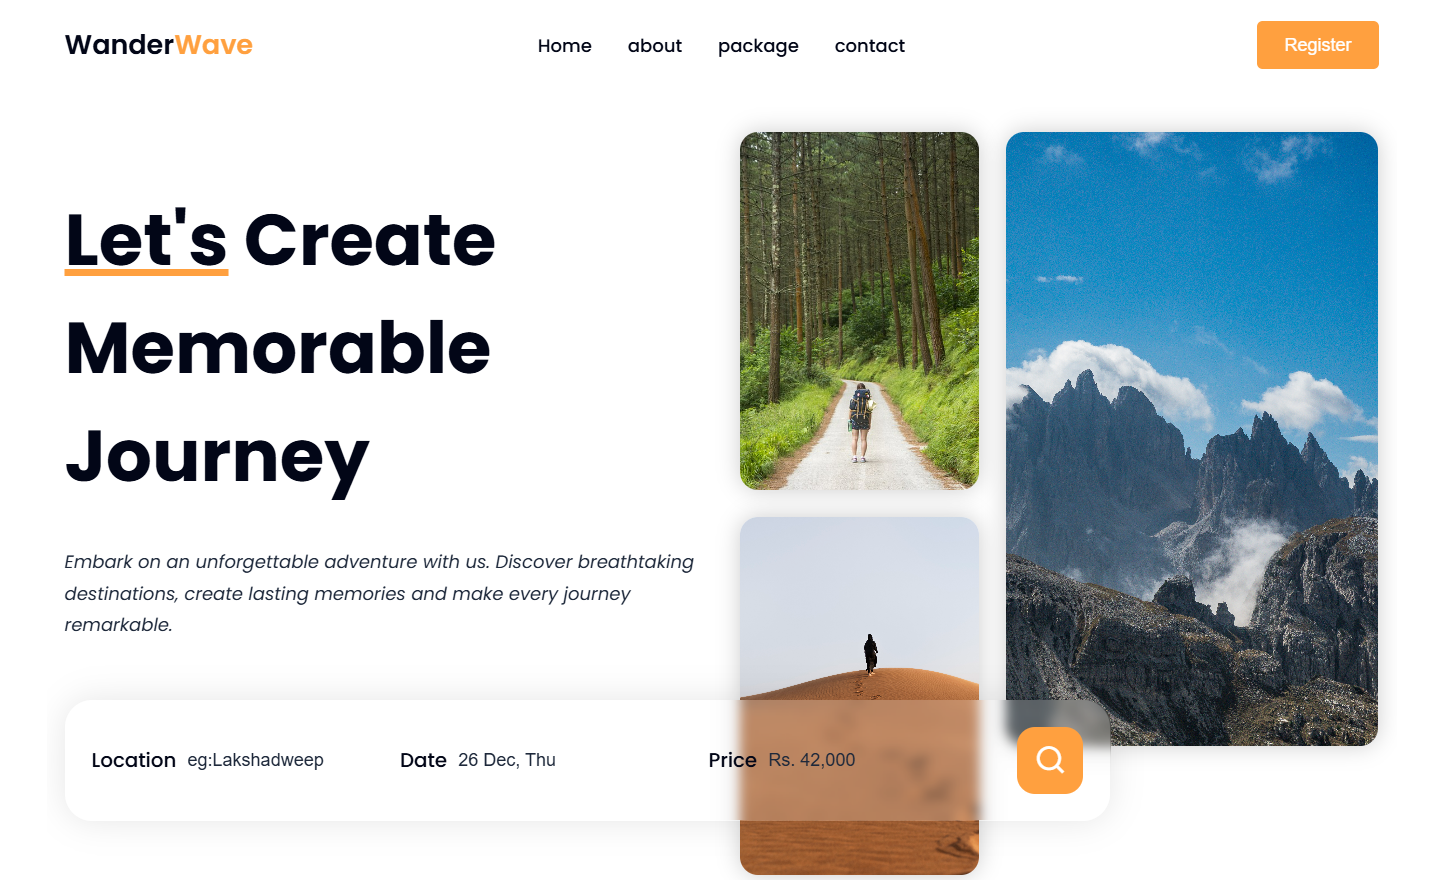 WanderWave
Home about package contact
Register
Let's Create
Memorable
Journey
Embark on an unforgettable adventure with us. Discover breathtaking
destinations, create lasting memories and make every journey
remarkable.
Location eg:Lakshadweep Date 26 Dec, Thu Price Rs. 42,000